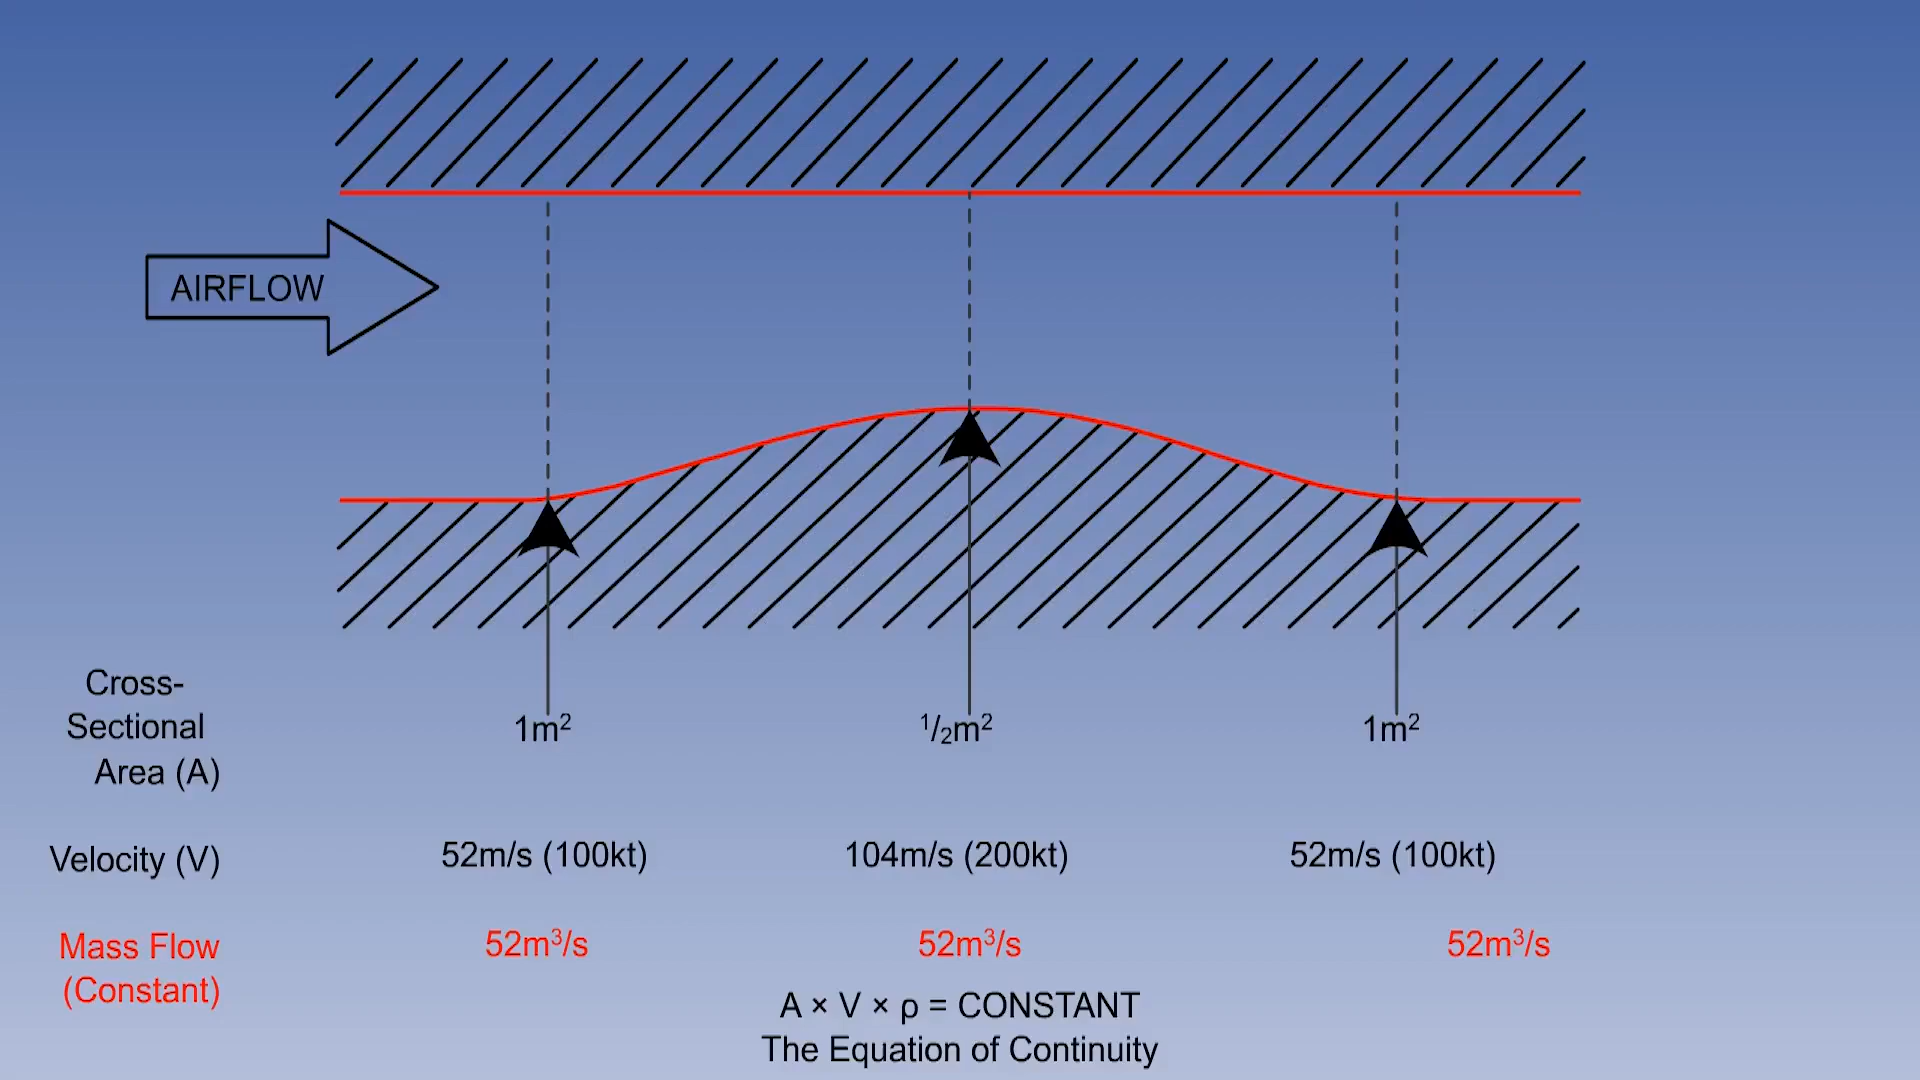 AIRFLOW
Cross-
Sectional
Area (A)
1m² ¹/₂m² 1m²
Velocity (V) 52m/s (100kt) 104m/s (200kt) 52m/s (100kt)
Mass Flow 52m³/s 52m³/s 52m³/s
(Constant)
A × V × ρ = CONSTANT
The Equation of Continuity